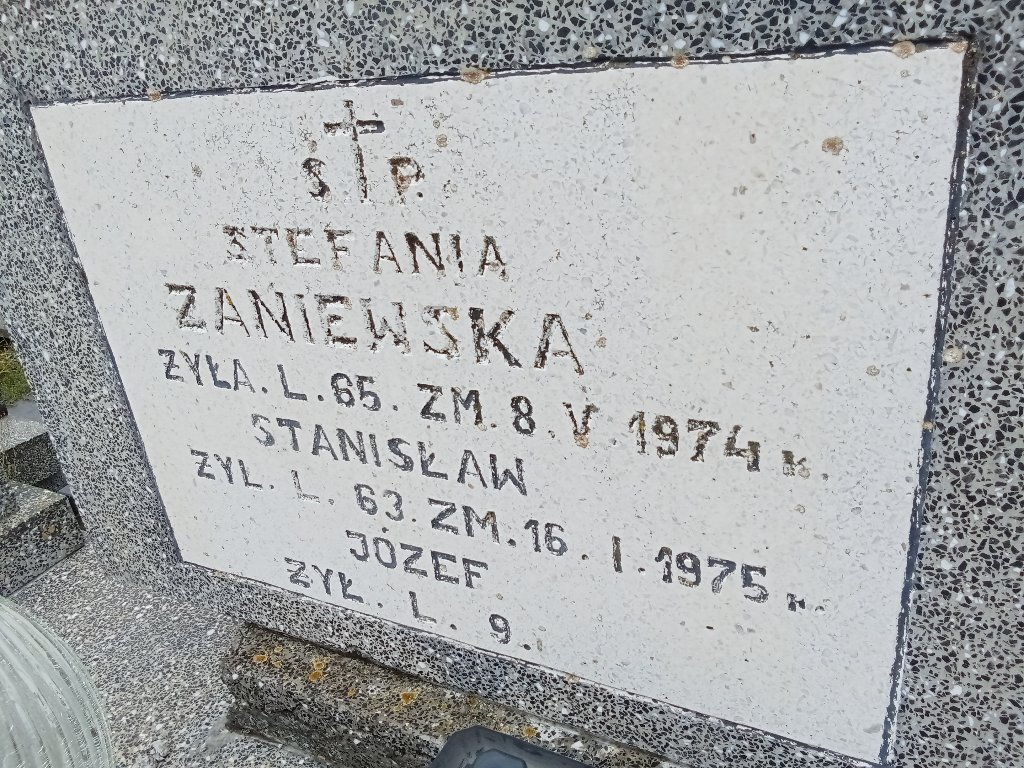 Ś P.
STEFANIA
ZANIEWSKA
ŻYŁA. L. 65. ZM. 8. V 1974 R.
STANISŁAW
ŻYŁ. L. 63. ZM. 16. I. 1975 R.
JÓZEF
ŻYŁ. L. 9.